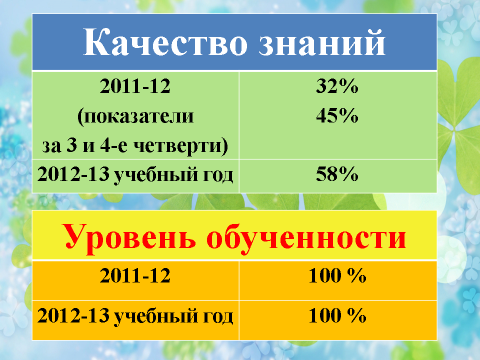 Качество знаний
2011-12 32%
(показатели 45%
за 3 и 4-е четверти)
2012-13 учебный год 58%
Уровень обученности
2011-12 100 %
2012-13 учебный год 100 %